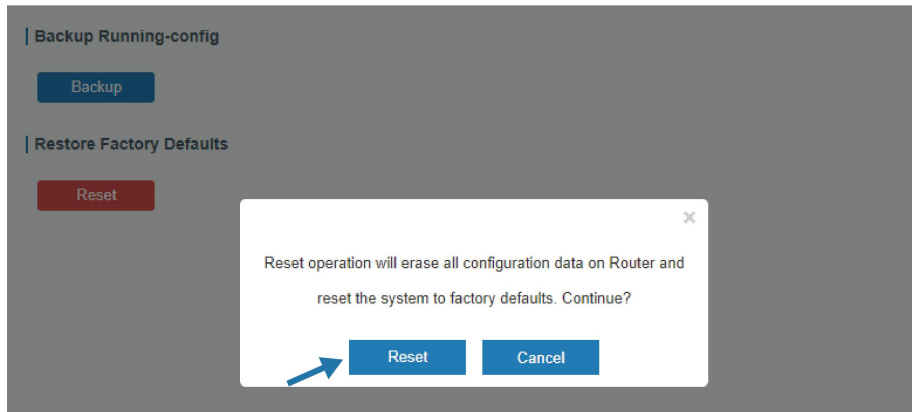 Backup Running-config
Backup
Restore Factory Defaults
Reset
×
Reset operation will erase all configuration data on Router and
reset the system to factory defaults. Continue?
Reset Cancel